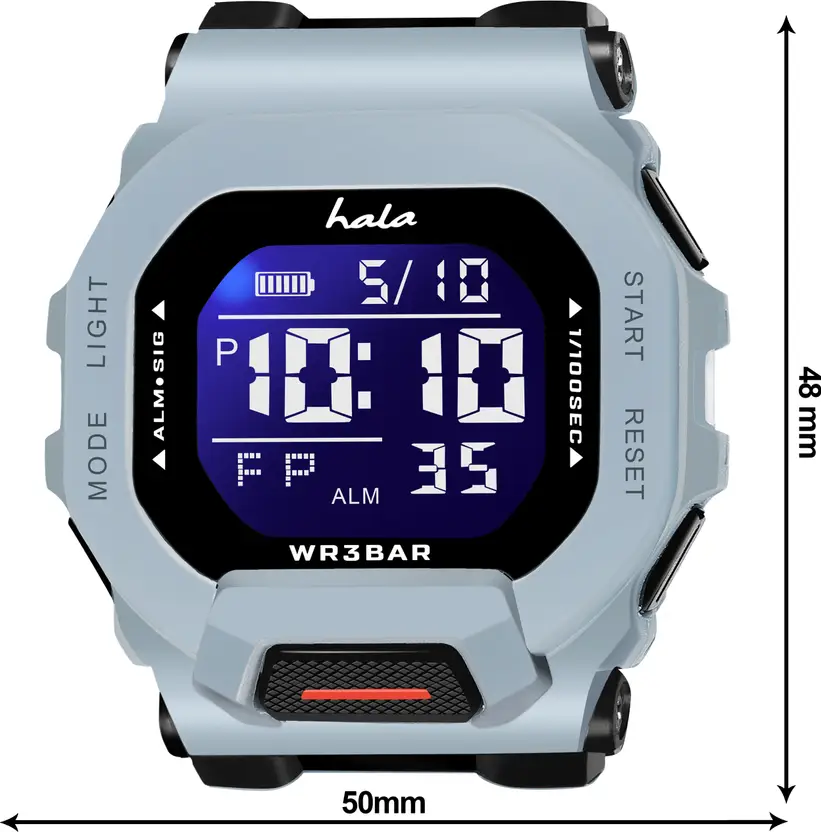 hala
5/10
P 10:10
FP ALM 35
WR3BAR
LIGHT
MODE
ALM•SIG
START
RESET
1/100SEC
48 mm
50mm